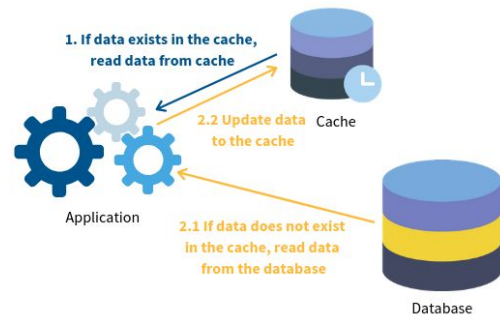 1. If data exists in the cache,
read data from cache
2.2 Update data
to the cache
Cache
Application
2.1 If data does not exist
in the cache, read data
from the database
Database